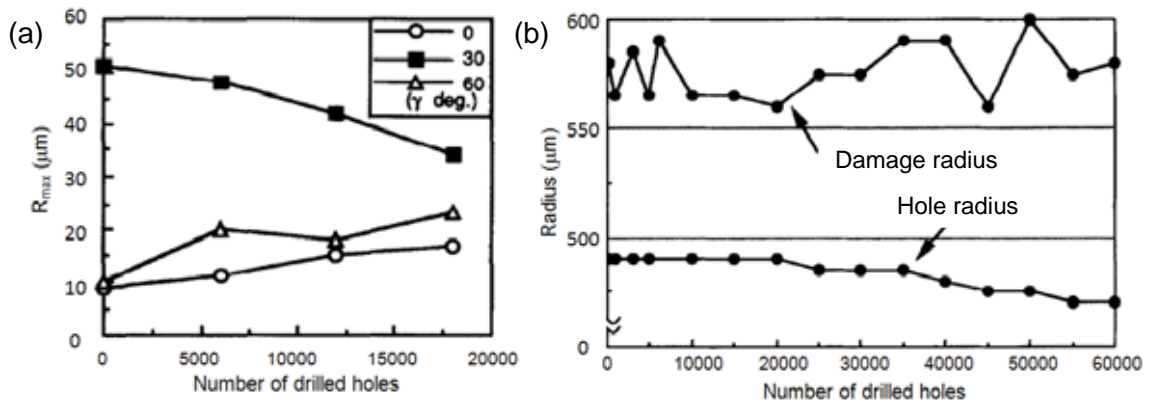 (a)
60
50
40
30
20
10
0
R_max (μm)
0
30
60
(γ deg.)
0 5000 10000 15000 20000
Number of drilled holes
(b)
600
550
500
0
Radius (μm)
Damage radius
Hole radius
0 10000 20000 30000 40000 50000 60000
Number of drilled holes